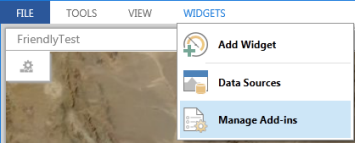 FILE TOOLS VIEW WIDGETS
FriendlyTest
Add Widget
Data Sources
Manage Add-ins